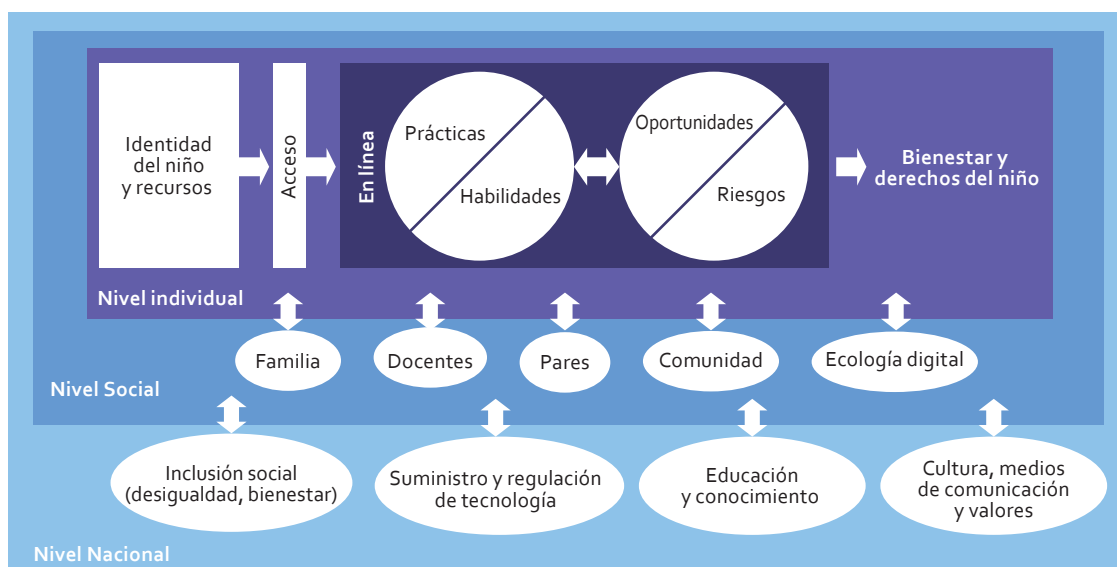 Identidad
del niño
y recursos
Acceso
En línea
Prácticas
Habilidades
Oportunidades
Riesgos
Bienestar y
derechos del niño
Nivel individual
Familia
Docentes
Pares
Comunidad
Ecología digital
Nivel Social
Inclusión social
(desigualdad, bienestar)
Suministro y regulación
de tecnología
Educación
y conocimiento
Cultura, medios
de comunicación
y valores
Nivel Nacional